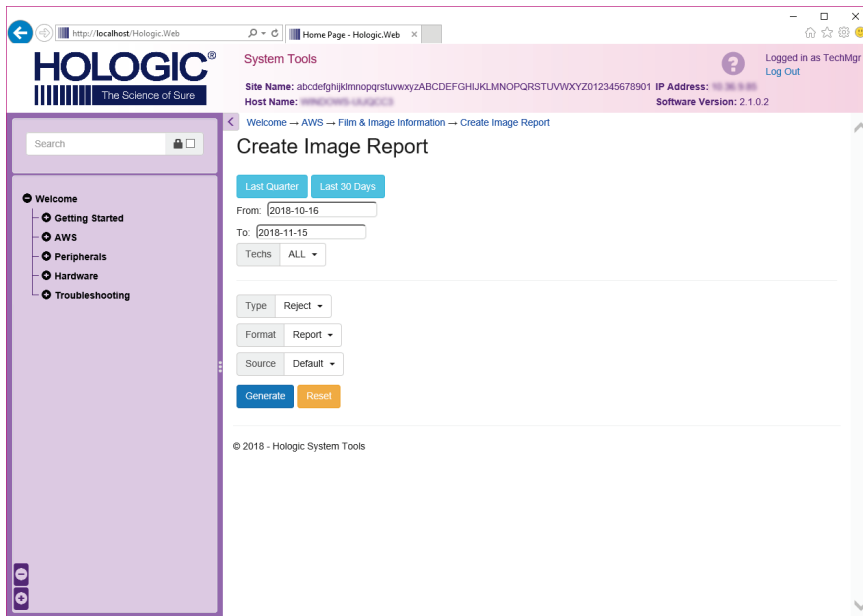 http://localhost/Hologic.Web
Home Page - Hologic.Web
HOLOGIC®
The Science of Sure
System Tools
Logged in as TechMgr
Log Out
Site Name: abcdefghijklmnopqrstuvwxyzABCDEFGHIJKLMNOPQRSTUVWXYZ012345678901 IP Address:
Host Name:
Software Version: 2.1.0.2
Welcome → AWS → Film & Image Information → Create Image Report
Search
Welcome
Getting Started
AWS
Peripherals
Hardware
Troubleshooting
Create Image Report
Last Quarter Last 30 Days
From: 2018-10-16
To: 2018-11-15
Techs ALL
Type Reject
Format Report
Source Default
Generate Reset
© 2018 - Hologic System Tools